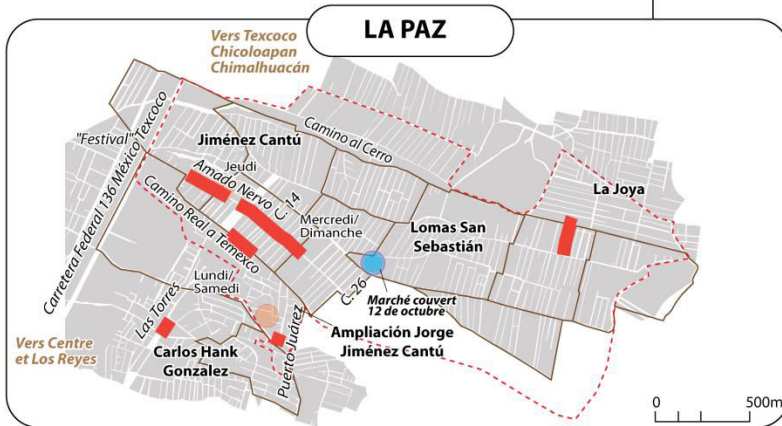 LA PAZ
Vers Texcoco
Chicoloapan
Chimalhuacán
"Festival"
Carretera Federal 136 México Texcoco
Jiménez Cantú
Camino al Cerro
Jeudi
Amado Nervo
C. 14
Camino Real a Temexco
Mercredi/
Dimanche
La Joya
Lomas San
Sebastián
Lundi/
Samedi
C. 26
Marché couvert
12 de octubre
Las Torres
Puerto Juárez
Ampliación Jorge
Jiménez Cantú
Vers Centre
et Los Reyes
Carlos Hank
Gonzalez
0 500m